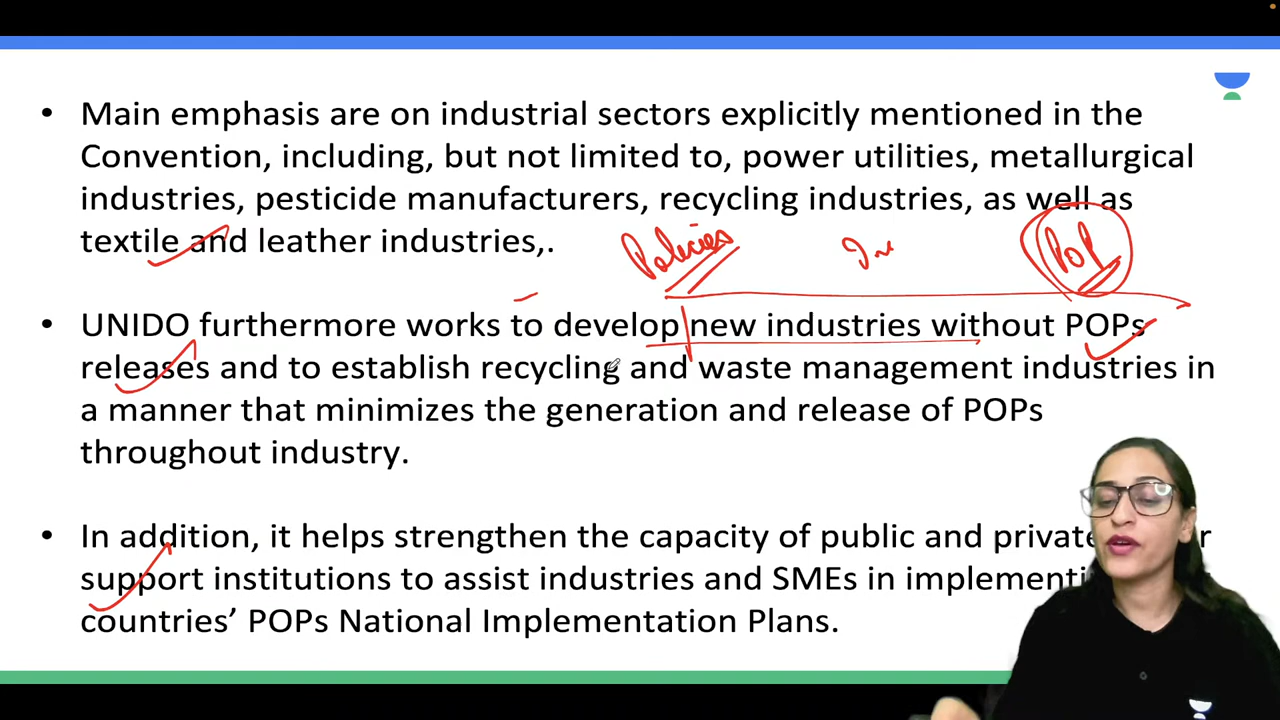 • Main emphasis are on industrial sectors explicitly mentioned in the
Convention, including, but not limited to, power utilities, metallurgical
industries, pesticide manufacturers, recycling industries, as well as
textile and leather industries,.
Policies In POP
• UNIDO furthermore works to develop new industries without POPs
releases and to establish recycling and waste management industries in
a manner that minimizes the generation and release of POPs
throughout industry.
• In addition, it helps strengthen the capacity of public and private
support institutions to assist industries and SMEs in
countries’ POPs National Implementation Plans.